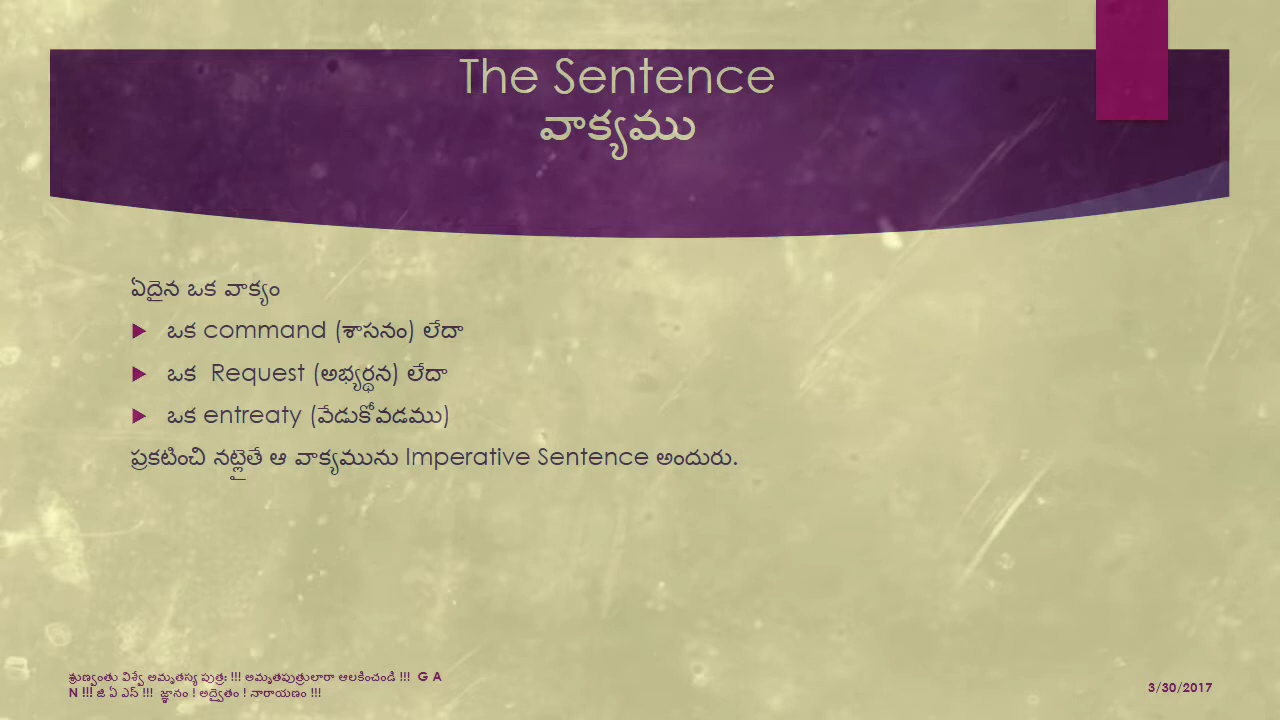 The Sentence
వాక్యము
ఏదైన ఒక వాక్యం
ఒక command (శాసనం) లేదా
ఒక Request (అభ్యర్థన) లేదా
ఒక entreaty (వేడుకోవడము)
ప్రకటించి నట్లైతే ఆ వాక్యమును Imperative Sentence అందురు.
శ్రుణ్వంతు విశ్వే అమృతస్య పుత్రః !!! అమృతపుత్రులారా ఆలకించండి !!! G A
N !!! జి ఏ ఎన్ !!! జ్ఞానం ! అద్వైతం ! నారాయణం !!!
3/30/2017